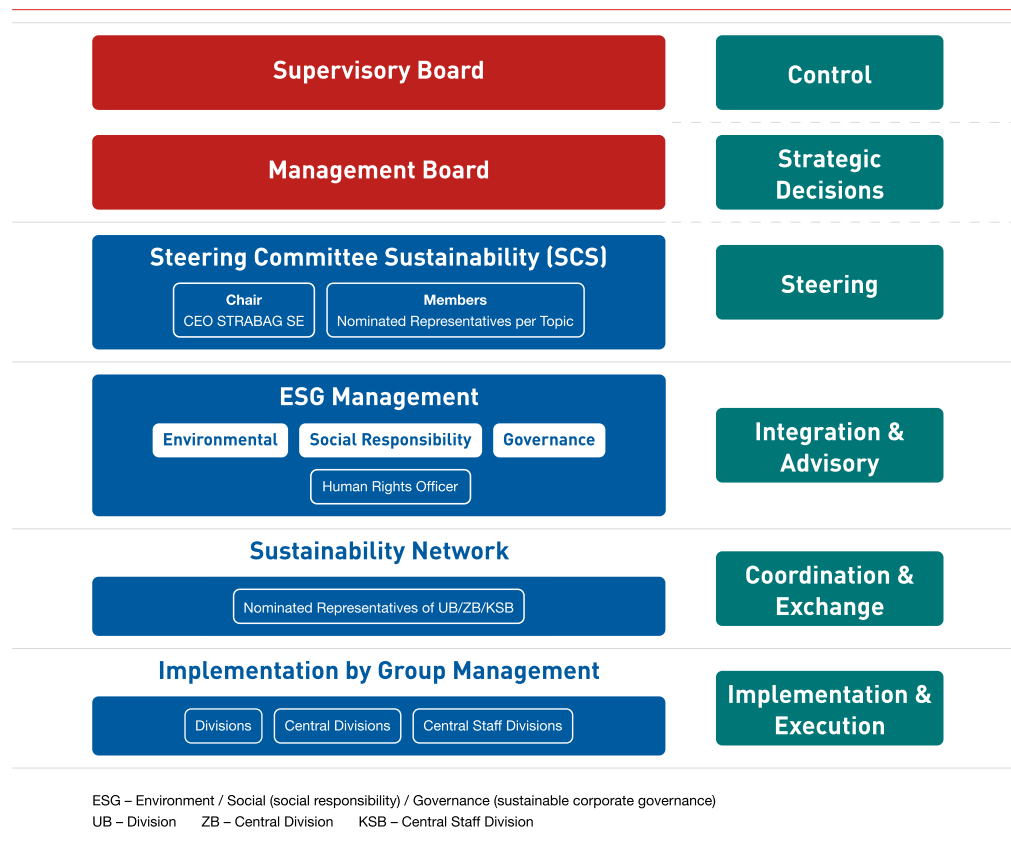 Supervisory Board
Control
Management Board
Strategic
Decisions
Steering Committee Sustainability (SCS)
Chair
CEO STRABAG SE
Members
Nominated Representatives per Topic
Steering
ESG Management
Environmental
Social Responsibility
Governance
Human Rights Officer
Integration &
Advisory
Sustainability Network
Nominated Representatives of UB/ZB/KSB
Coordination &
Exchange
Implementation by Group Management
Divisions
Central Divisions
Central Staff Divisions
Implementation &
Execution
ESG – Environment / Social (social responsibility) / Governance (sustainable corporate governance)
UB – Division ZB – Central Division KSB – Central Staff Division